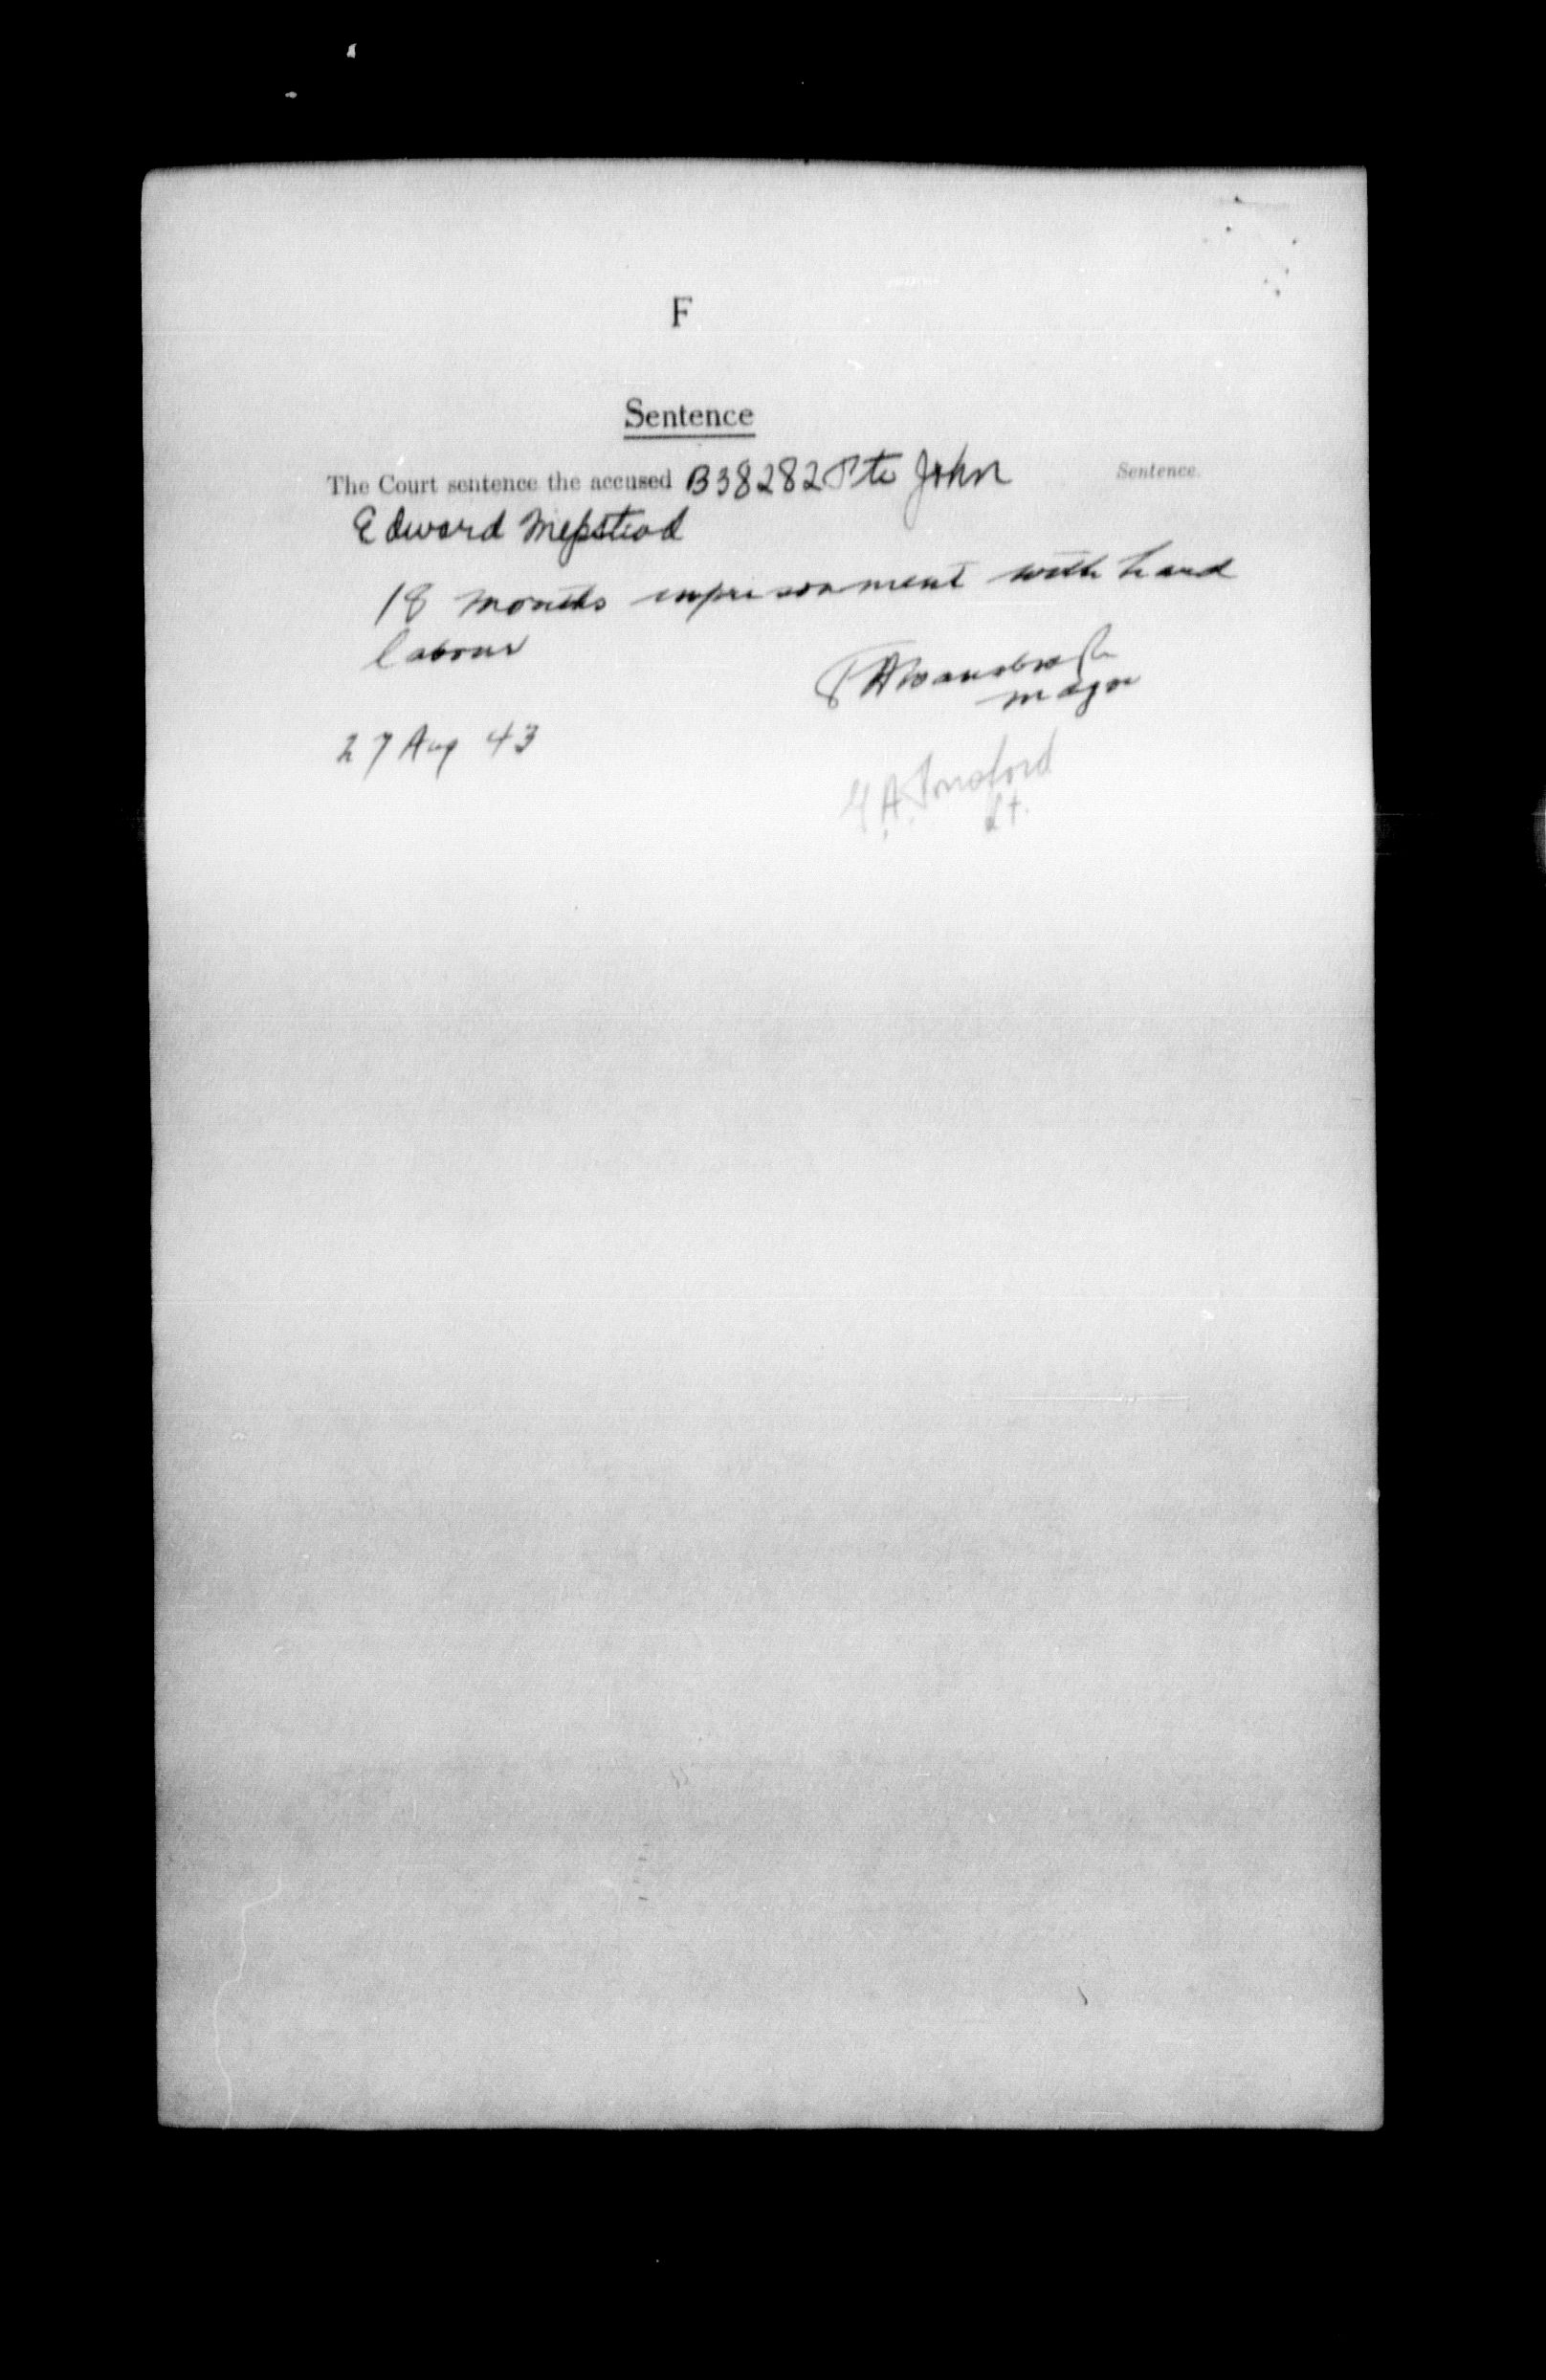 F
Sentence
The Court sentence the accused B38282 Pte John
Sentence.
Edward Mepstead
18 months imprisonment with hard
labour
Major
27 Aug 43
G.A.
Lt.